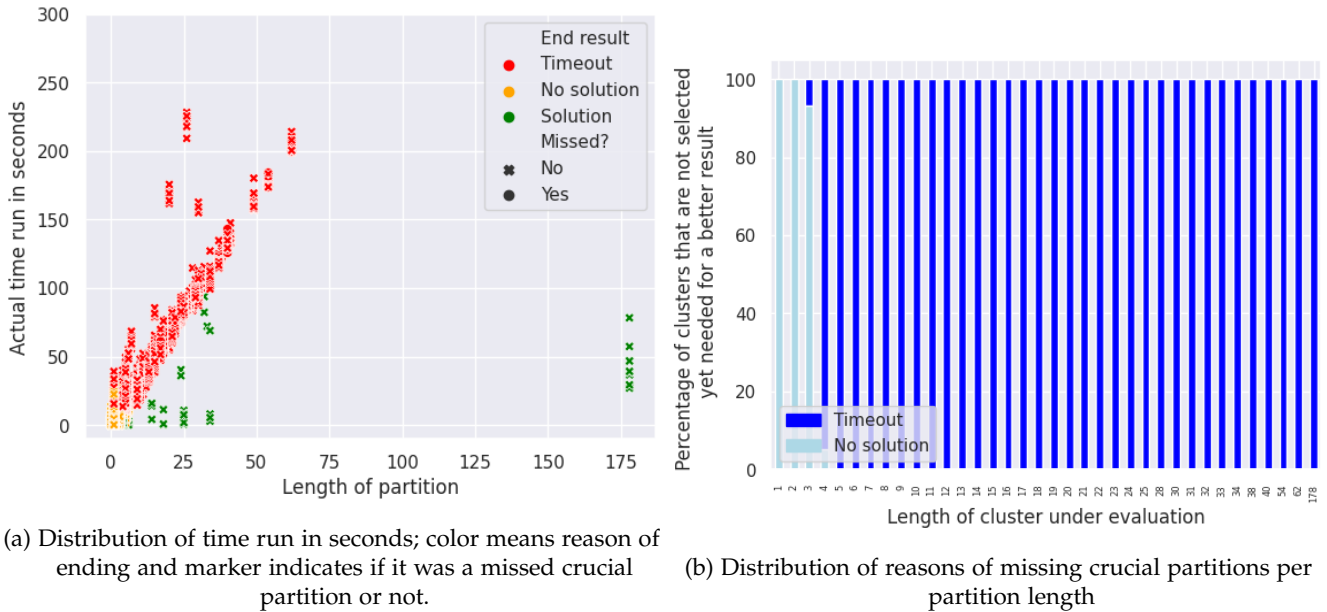 300
250
200
150
100
50
0
Actual time run in seconds
End result
Timeout
No solution
Solution
Missed?
No
Yes
0 25 50 75 100 125 150 175
Length of partition
(a) Distribution of time run in seconds; color means reason of
ending and marker indicates if it was a missed crucial
partition or not.
Percentage of clusters that are not selected
yet needed for a better result
100
80
60
40
20
0
Timeout
No solution
1 2 3 4 5 6 7 8 9 10 11 12 13 14 15 16 17 18 19 20 21 22 23 24 25 28 30 31 32 33 34 38 40 54 62 178
Length of cluster under evaluation
(b) Distribution of reasons of missing crucial partitions per
partition length